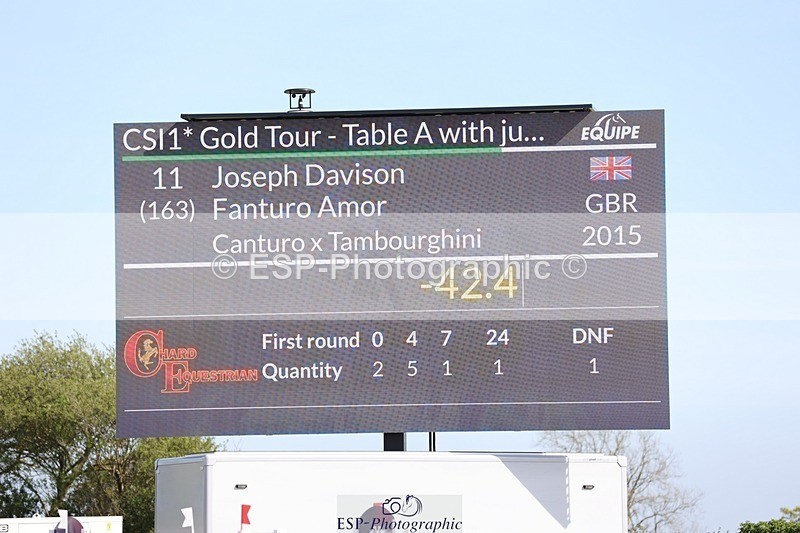 CSI1* Gold Tour - Table A with ju... EQUIPE
11 Joseph Davison
(163) Fanturo Amor GBR
Canturo x Tambourghini 2015
© ESP-Photographic ©
-42.4
First round 0 4 7 24 DNF
Quantity 2 5 1 1 1
CHARD
EQUESTRIAN
ESP-Photographic